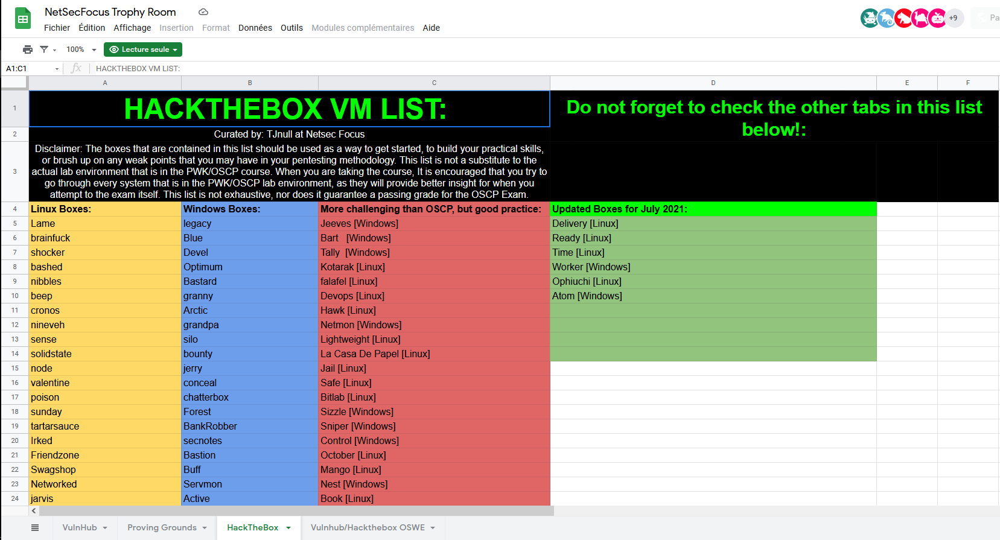 NetSecFocus Trophy Room
Fichier Édition Affichage Insertion Format Données Outils Modules complémentaires Aide
+9
Pa
100% Lecture seule
A1:C1 fx HACKTHEBOX VM LIST:
A B C D E F
1 HACKTHEBOX VM LIST: Do not forget to check the other tabs in this list
below!:
2 Curated by: TJnull at Netsec Focus
Disclaimer: The boxes that are contained in this list should be used as a way to get started, to build your practical skills,
or brush up on any weak points that you may have in your pentesting methodology. This list is not a substitute to the
3 actual lab environment that is in the PWK/OSCP course. When you are taking the course, It is encouraged that you try to
go through every system that is in the PWK/OSCP lab environment, as they will provide better insight for when you
attempt to the exam itself. This list is not exhaustive, nor does it guarantee a passing grade for the OSCP Exam.
4 Linux Boxes: Windows Boxes: More challenging than OSCP, but good practice: Updated Boxes for July 2021:
5 Lame legacy Jeeves [Windows] Delivery [Linux]
6 brainfuck Blue Bart [Windows] Ready [Linux]
7 shocker Devel Tally [Windows] Time [Linux]
8 bashed Optimum Kotarak [Linux] Worker [Windows]
9 nibbles Bastard falafel [Linux] Ophiuchi [Linux]
10 beep granny Devops [Linux] Atom [Windows]
11 cronos Arctic Hawk [Linux]
12 nineveh grandpa Netmon [Windows]
13 sense silo Lightweight [Linux]
14 solidstate bounty La Casa De Papel [Linux]
15 node jerry Jail [Linux]
16 valentine conceal Safe [Linux]
17 poison chatterbox Bitlab [Linux]
18 sunday Forest Sizzle [Windows]
19 tartarsauce BankRobber Sniper [Windows]
20 Irked secnotes Control [Windows]
21 Friendzone Bastion October [Linux]
22 Swagshop Buff Mango [Linux]
23 Networked Servmon Nest [Windows]
24 jarvis Active Book [Linux]
VulnHub Proving Grounds HackTheBox Vulnhub/Hackthebox OSWE